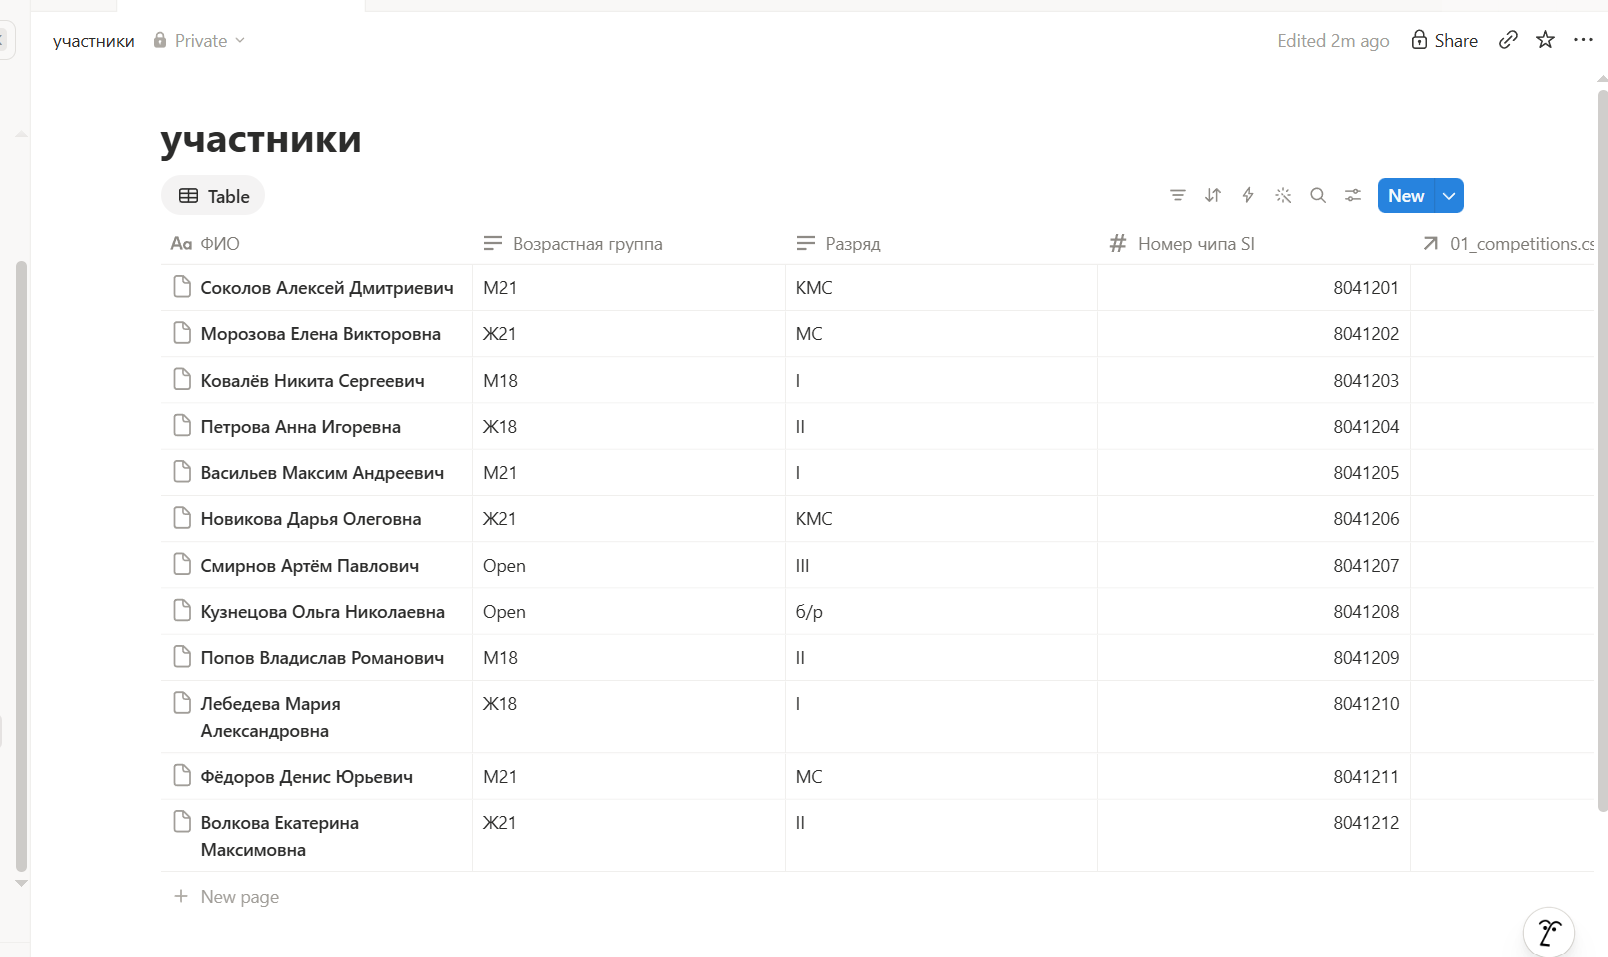 участники Private Edited 2m ago Share
участники
Table New
Aa ФИО Возрастная группа Разряд # Номер чипа SI 01_competitions.cs
Соколов Алексей Дмитриевич М21 КМС 8041201
Морозова Елена Викторовна Ж21 МС 8041202
Ковалёв Никита Сергеевич М18 I 8041203
Петрова Анна Игоревна Ж18 II 8041204
Васильев Максим Андреевич М21 I 8041205
Новикова Дарья Олеговна Ж21 КМС 8041206
Смирнов Артём Павлович Open III 8041207
Кузнецова Ольга Николаевна Open б/р 8041208
Попов Владислав Романович М18 II 8041209
Лебедева Мария Ж18 I 8041210
Александровна
Фёдоров Денис Юрьевич М21 МС 8041211
Волкова Екатерина Ж21 II 8041212
Максимовна
+ New page